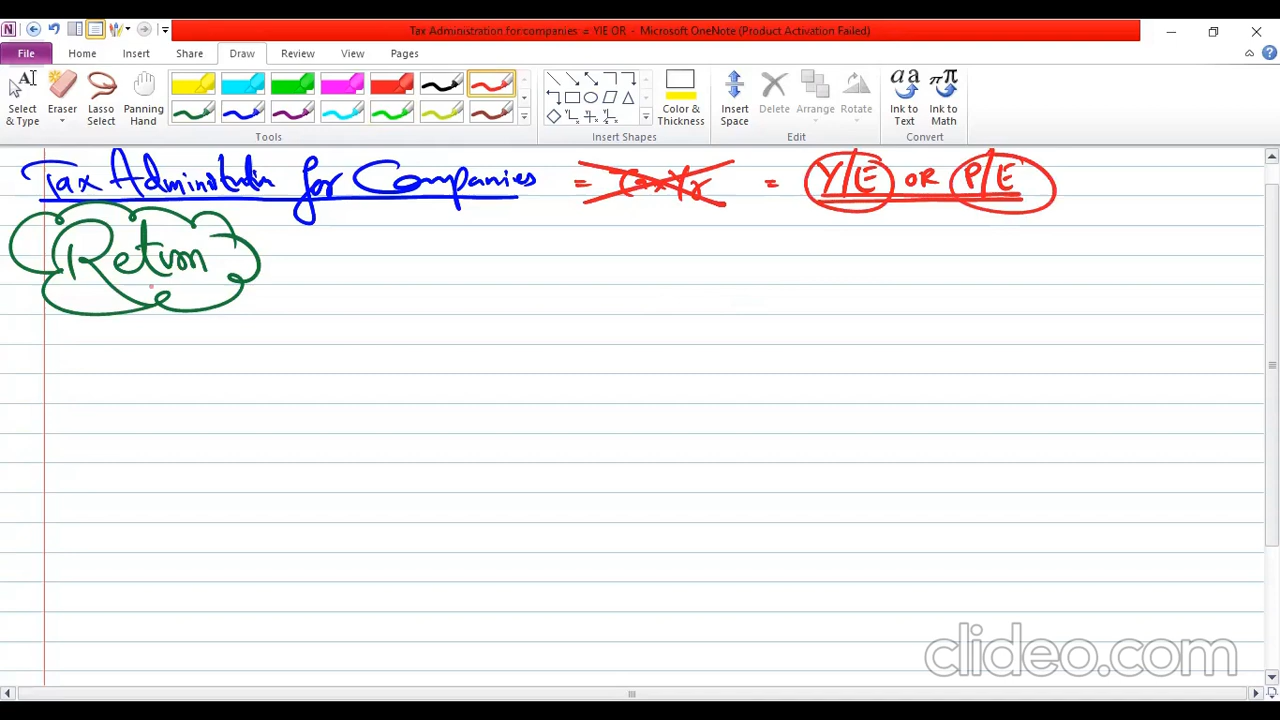 Tax Administration for companies = Y/E OR - Microsoft OneNote (Product Activation Failed)
File Home Insert Share Draw Review View Pages
Select & Type Eraser Lasso Select Panning Hand Color & Thickness Insert Space Delete Arrange Rotate Ink to Text Ink to Math
Tools Insert Shapes Edit Convert
Tax Administration for Companies = Tax Yr = Y/E OR P/E
Return
clideo.com